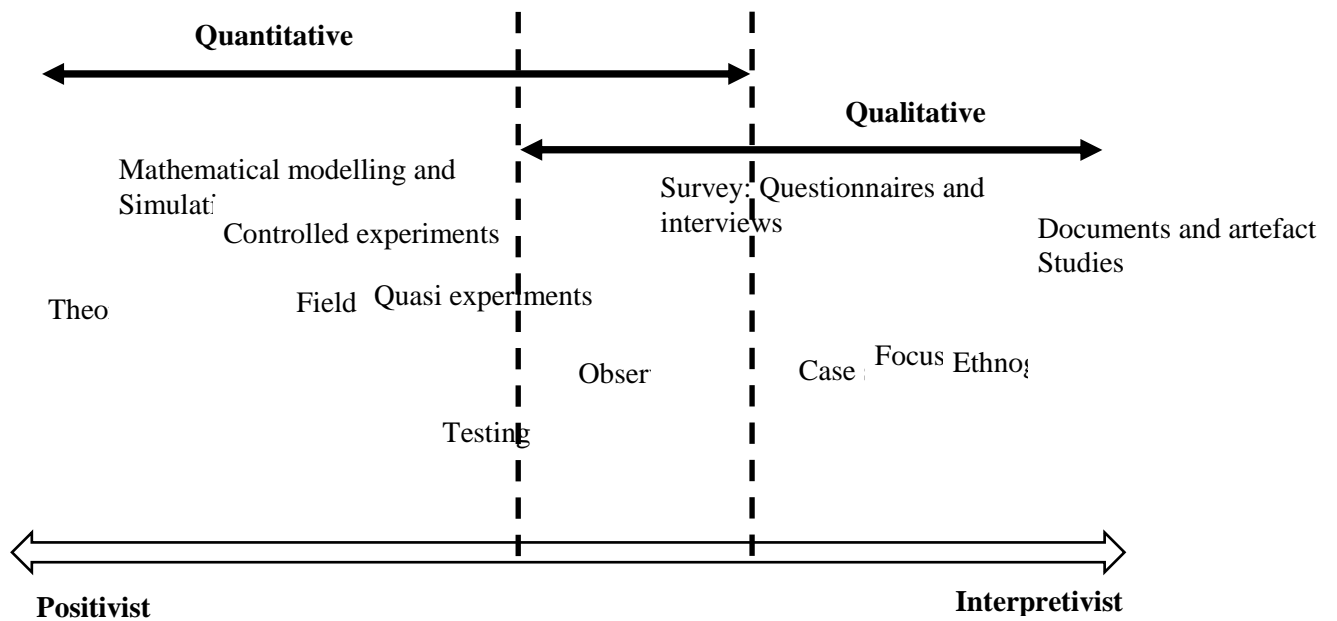 Quantitative
Qualitative
Mathematical modelling and
Simulati
Survey: Questionnaires and
interviews
Controlled experiments
Documents and artefact
Studies
Theo
Field
Quasi experiments
Obser
Case
Focus
Ethnog
Testing
Positivist
Interpretivist